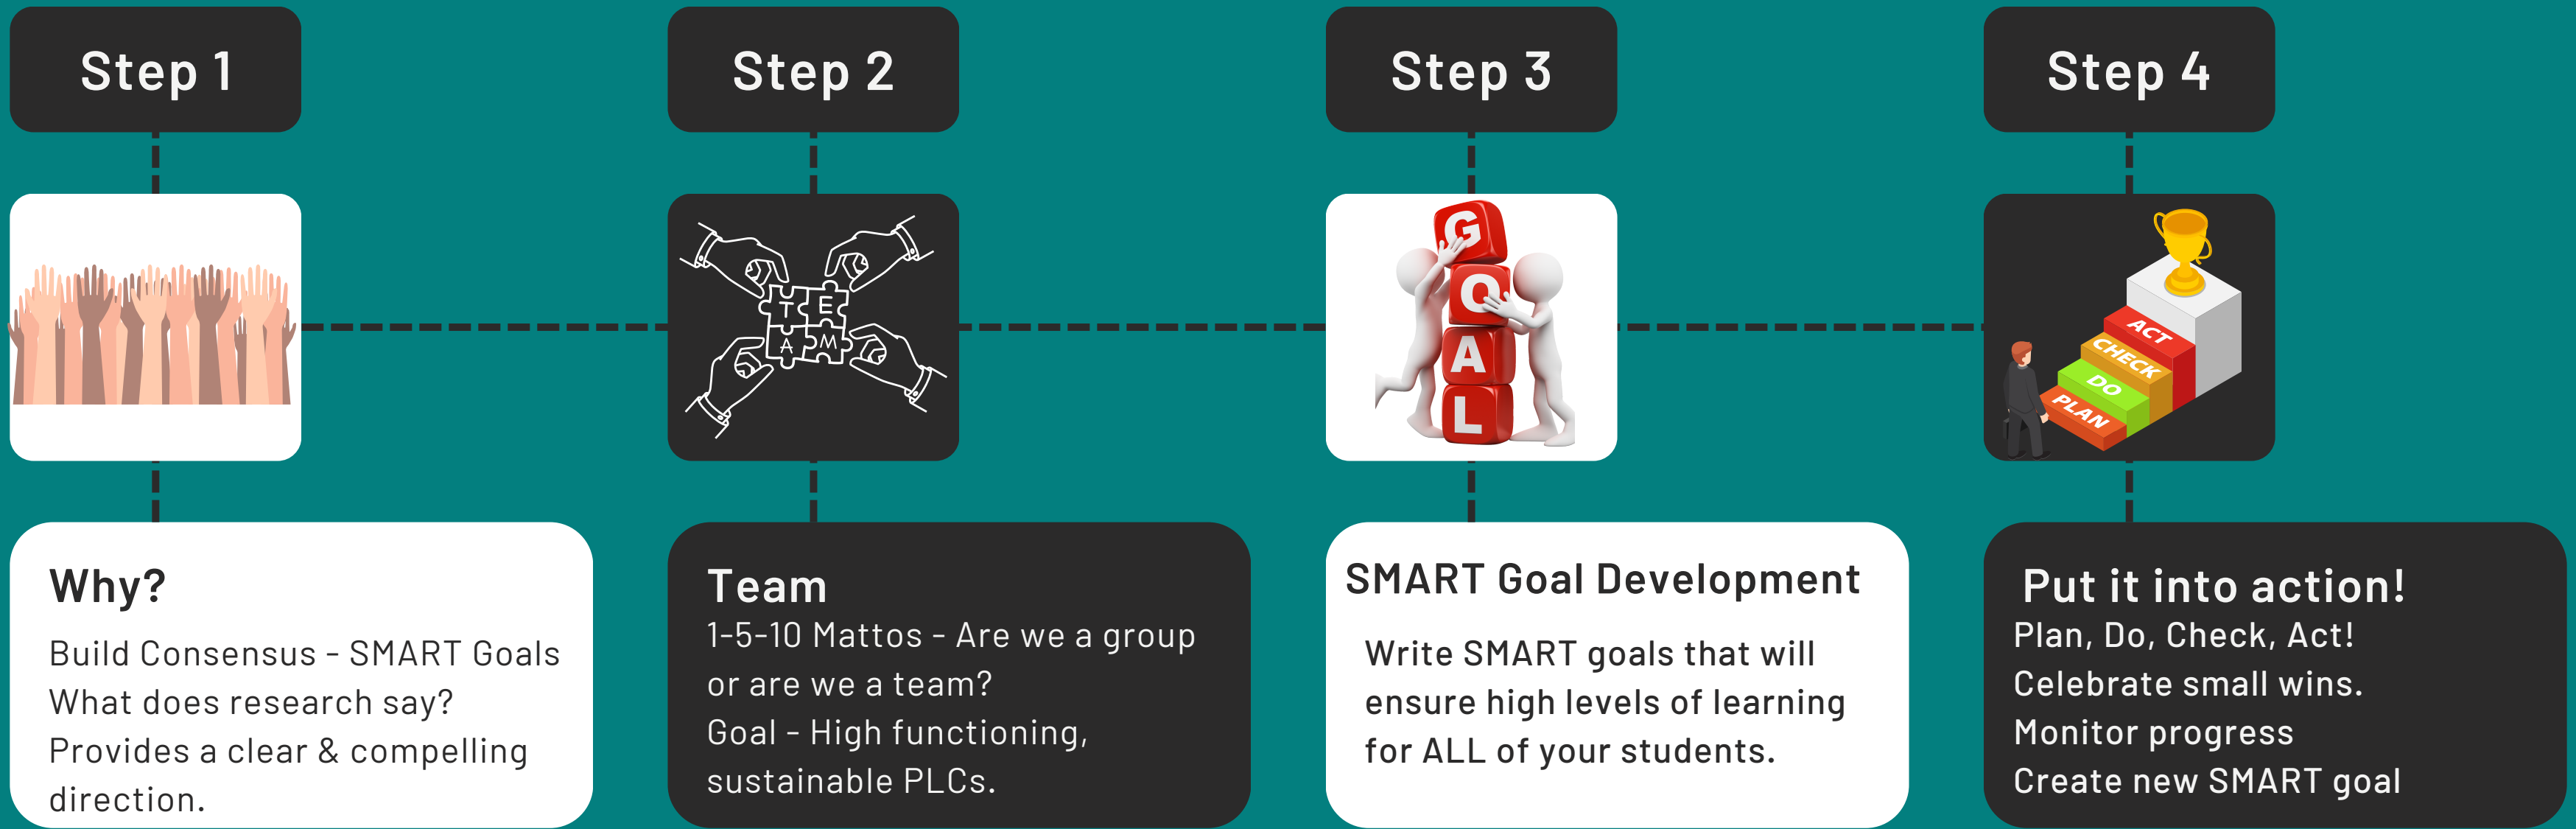 Step 1
Step 2
Step 3
Step 4
T E
A M
G
O
A
L
ACT
CHECK
DO
PLAN
Why?
Build Consensus - SMART Goals
What does research say?
Provides a clear & compelling
direction.
Team
1-5-10 Mattos - Are we a group
or are we a team?
Goal - High functioning,
sustainable PLCs.
SMART Goal Development
Write SMART goals that will
ensure high levels of learning
for ALL of your students.
Put it into action!
Plan, Do, Check, Act!
Celebrate small wins.
Monitor progress
Create new SMART goal